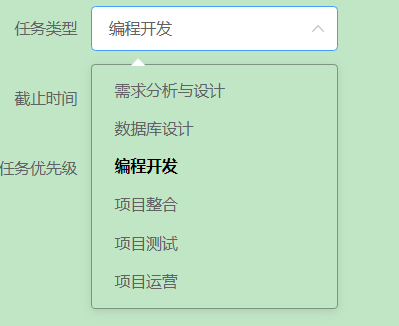 任务类型 编程开发
需求分析与设计
截止时间
数据库设计
编程开发
任务优先级
项目整合
项目测试
项目运营